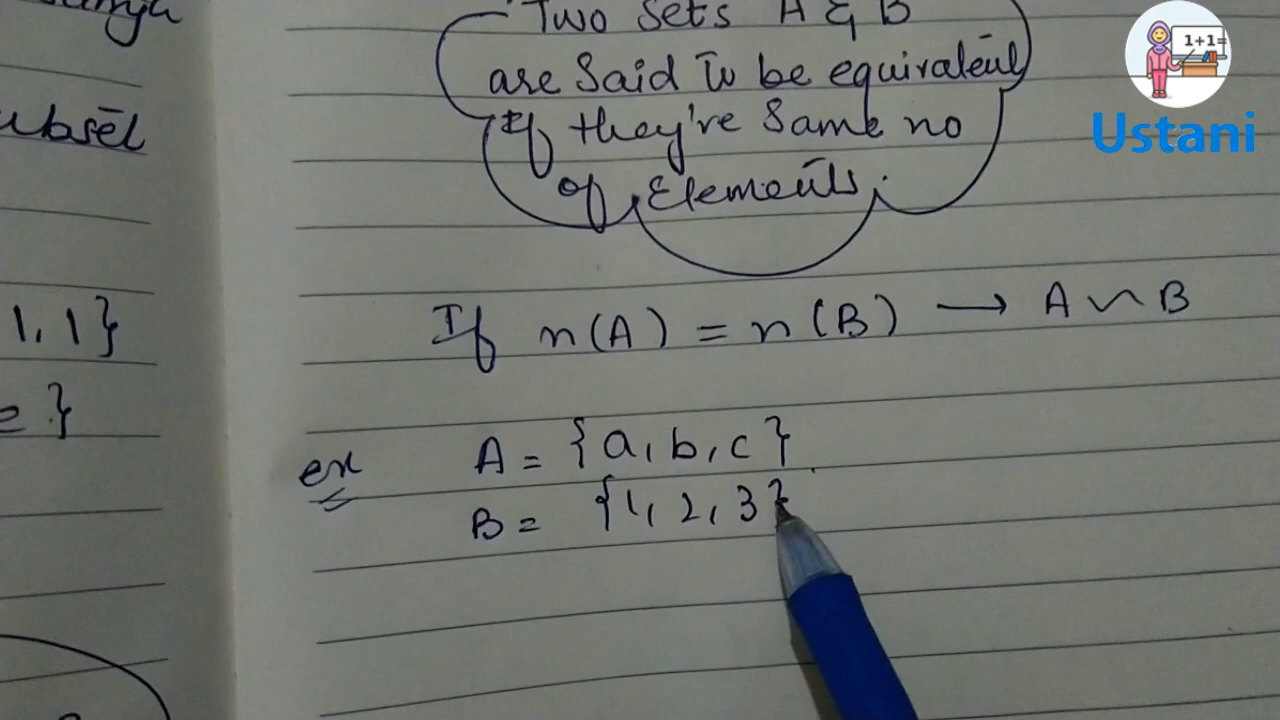 Two Sets A & B
are Said to be equivalent
If they're Same no
of Elements.
ubset
1, 1}
If n(A) = n(B) → A ~ B
e}
ex A = {a, b, c}
B = {1, 2, 3}
1+1=
Ustani